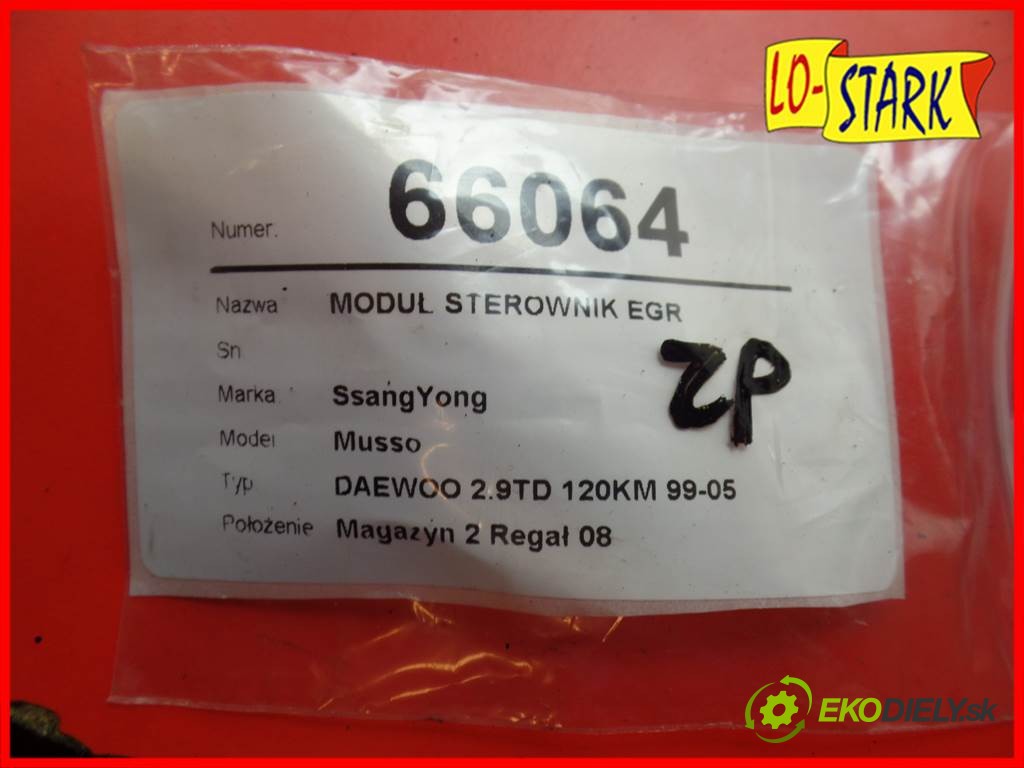 LO-STARK
Numer. 66064
Nazwa MODUŁ STEROWNIK EGR
Sn
Marka SsangYong
Model Musso
Typ DAEWOO 2.9TD 120KM 99-05
Położenie Magazyn 2 Regał 08
ZP
EKODIELY.sk